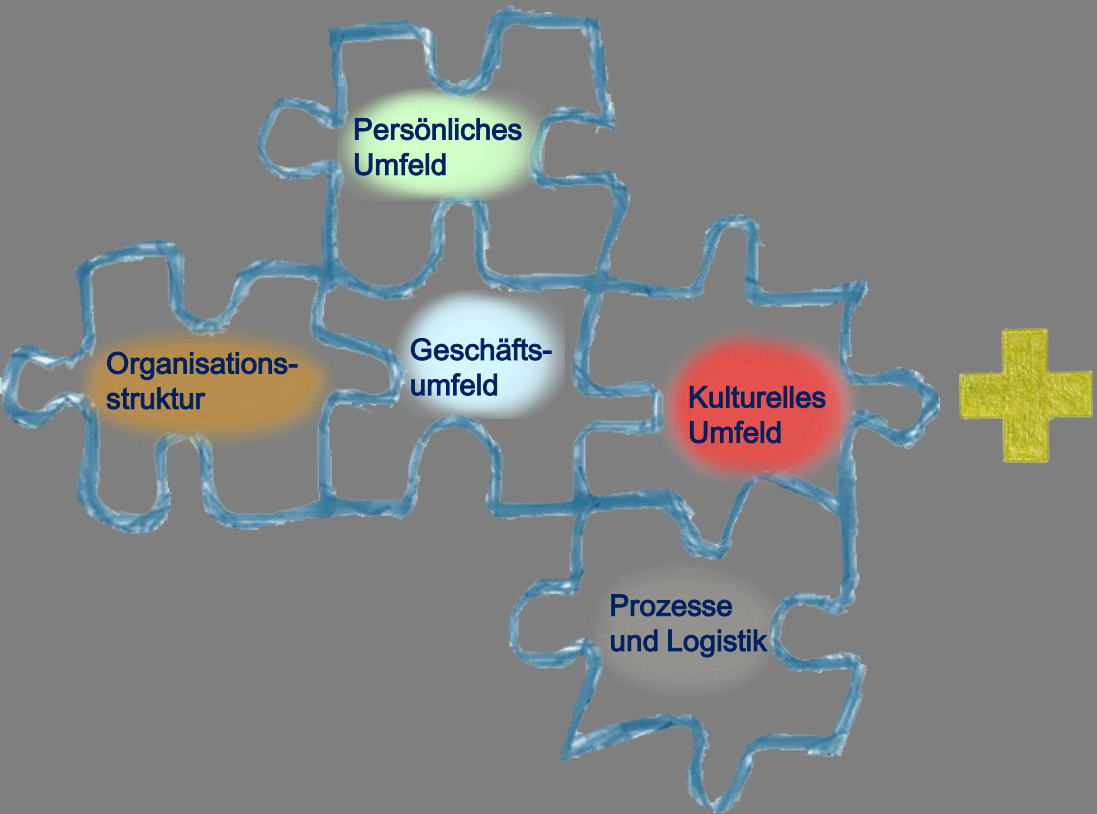 Persönliches
Umfeld
Organisations-
struktur
Geschäfts-
umfeld
Kulturelles
Umfeld
Prozesse
und Logistik